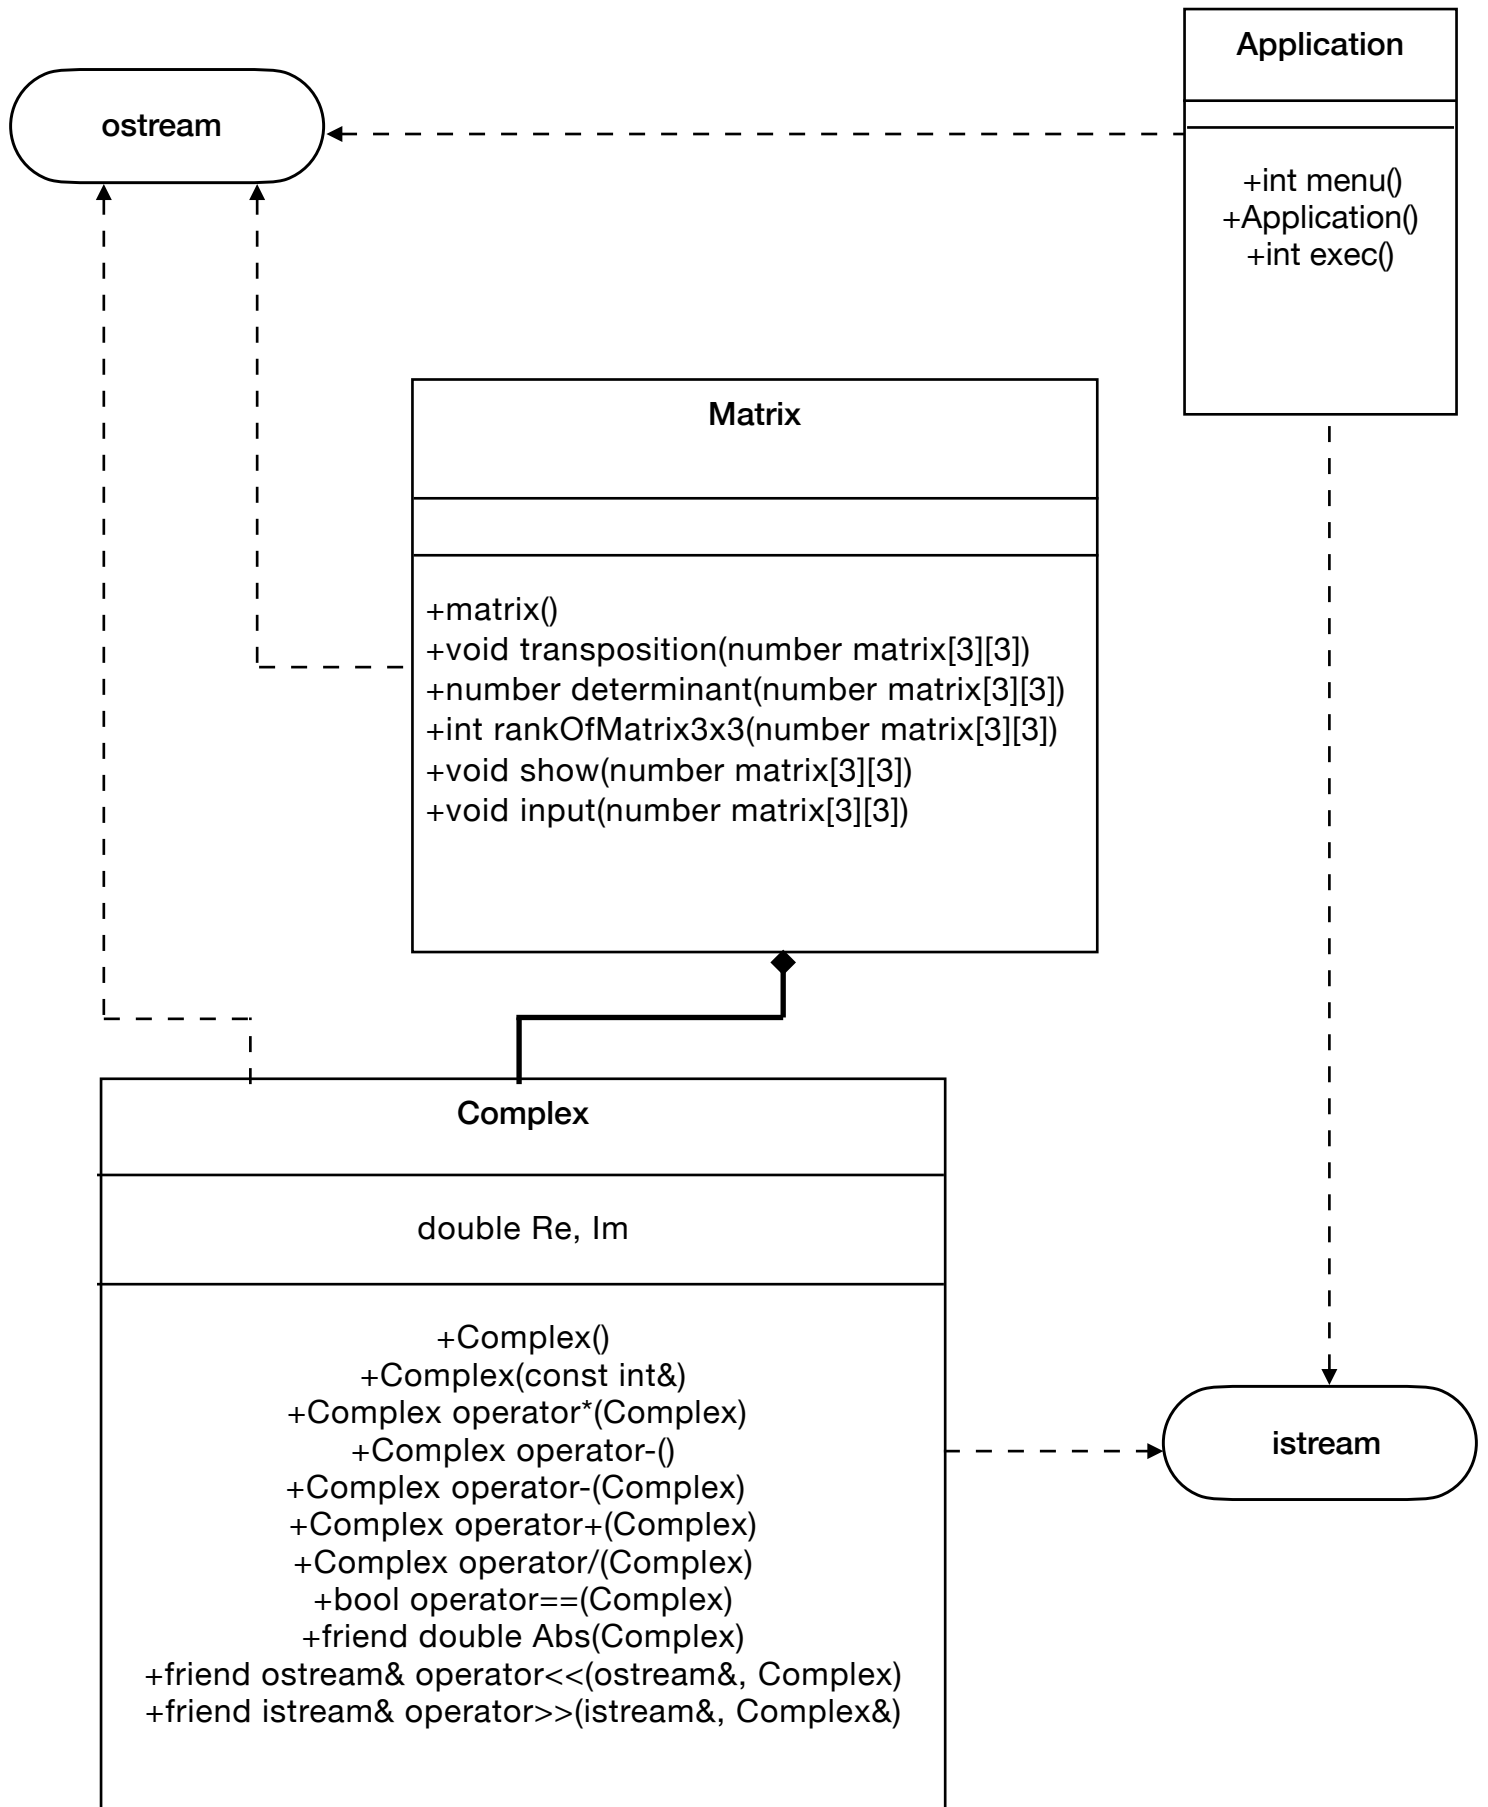 Application
ostream
+int menu()
+Application()
+int exec()
Matrix
+matrix()
+void transposition(number matrix[3][3])
+number determinant(number matrix[3][3])
+int rankOfMatrix3x3(number matrix[3][3])
+void show(number matrix[3][3])
+void input(number matrix[3][3])
Complex
double Re, Im
+Complex()
+Complex(const int&)
+Complex operator*(Complex)
+Complex operator-()
+Complex operator-(Complex)
+Complex operator+(Complex)
+Complex operator/(Complex)
+bool operator==(Complex)
+friend double Abs(Complex)
+friend ostream& operator<<(ostream&, Complex)
+friend istream& operator>>(istream&, Complex&)
istream